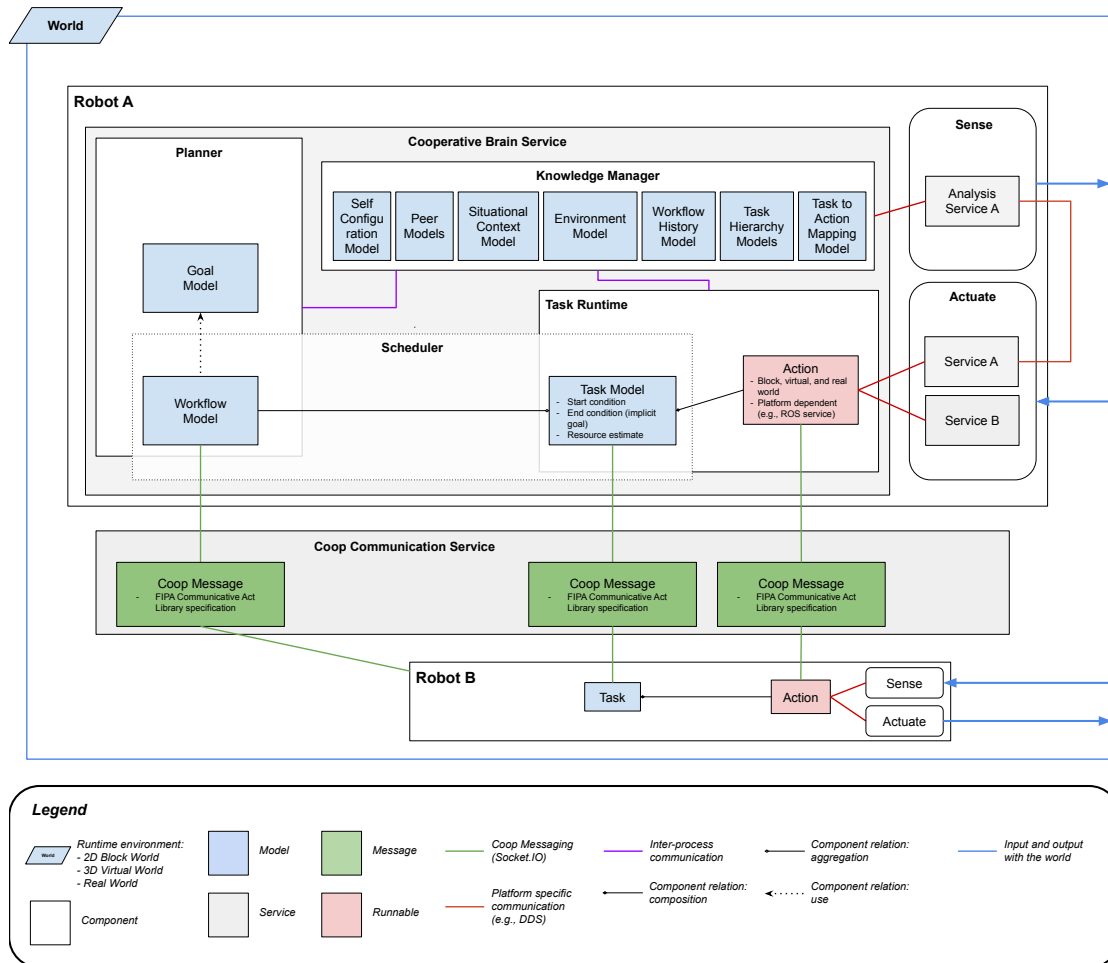 World
Robot A
Cooperative Brain Service
Planner
Knowledge Manager
Self
Configu
ration
Model
Peer
Models
Situational
Context
Model
Environment
Model
Workflow
History
Model
Task
Hierarchy
Models
Task to
Action
Mapping
Model
Sense
Analysis
Service A
Goal
Model
Task Runtime
Actuate
Scheduler
Workflow
Model
Task Model
- Start condition
- End condition (implicit
goal)
- Resource estimate
Action
- Block, virtual, and real
world
- Platform dependent
(e.g., ROS service)
Service A
Service B
Coop Communication Service
Coop Message
- FIPA Communicative Act
Library specification
Coop Message
- FIPA Communicative Act
Library specification
Coop Message
- FIPA Communicative Act
Library specification
Robot B
Task
Action
Sense
Actuate
Legend
World
Runtime environment:
- 2D Block World
- 3D Virtual World
- Real World
Model
Message
Coop Messaging
(Socket.IO)
Inter-process
communication
Component relation:
aggregation
Input and output
with the world
Component
Service
Runnable
Platform specific
communication
(e.g., DDS)
Component relation:
composition
Component relation:
use